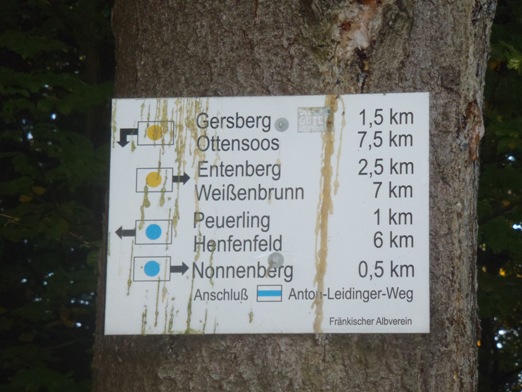 Gersberg 1,5 km
Ottensoos 7,5 km
Entenberg 2,5 km
Weißenbrunn 7 km
Peuerling 1 km
Henfenfeld 6 km
Nonnenberg 0,5 km
Anschluß Anton-Leidinger-Weg
Fränkischer Albverein